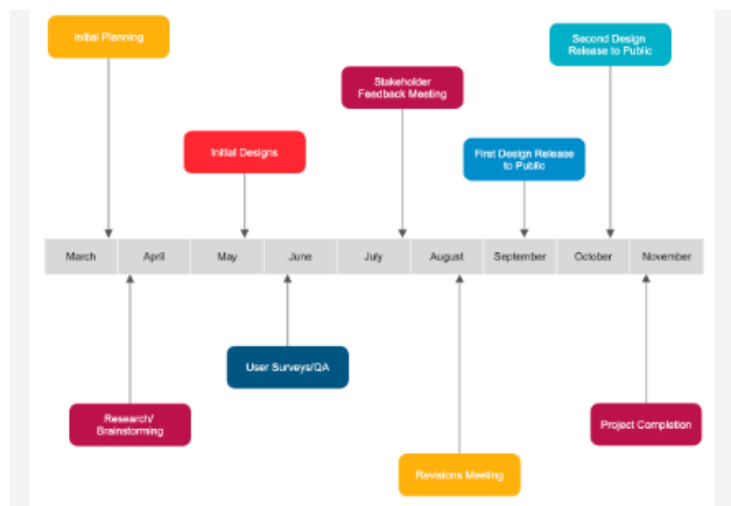 Initial Planning
Second Design
Release to Public
Stakeholder
Feedback Meeting
Initial Designs
First Design Release
to Public
March April May June July August September October November
User Surveys/QA
Research/
Brainstorming
Project Completion
Revisions Meeting